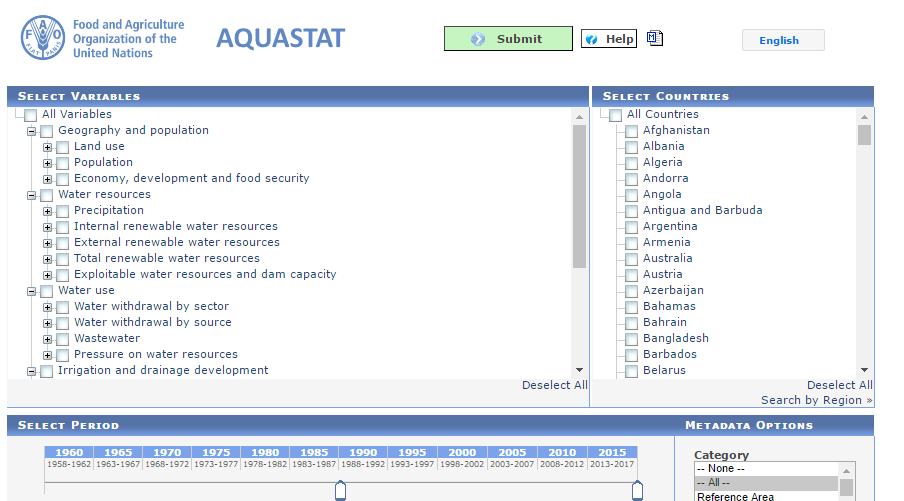 Food and Agriculture
Organization of the
United Nations
FAO
FIAT PANIS
AQUASTAT
Submit
Help
M
English
SELECT VARIABLES
All Variables
Geography and population
Land use
Population
Economy, development and food security
Water resources
Precipitation
Internal renewable water resources
External renewable water resources
Total renewable water resources
Exploitable water resources and dam capacity
Water use
Water withdrawal by sector
Water withdrawal by source
Wastewater
Pressure on water resources
Irrigation and drainage development
Deselect All
SELECT COUNTRIES
All Countries
Afghanistan
Albania
Algeria
Andorra
Angola
Antigua and Barbuda
Argentina
Armenia
Australia
Austria
Azerbaijan
Bahamas
Bahrain
Bangladesh
Barbados
Belarus
Deselect All
Search by Region »
SELECT PERIOD
1960 1965 1970 1975 1980 1985 1990 1995 2000 2005 2010 2015
1958-1962 1963-1967 1968-1972 1973-1977 1978-1982 1983-1987 1988-1992 1993-1997 1998-2002 2003-2007 2008-2012 2013-2017
METADATA OPTIONS
Category
-- None --
-- All --
Reference Area